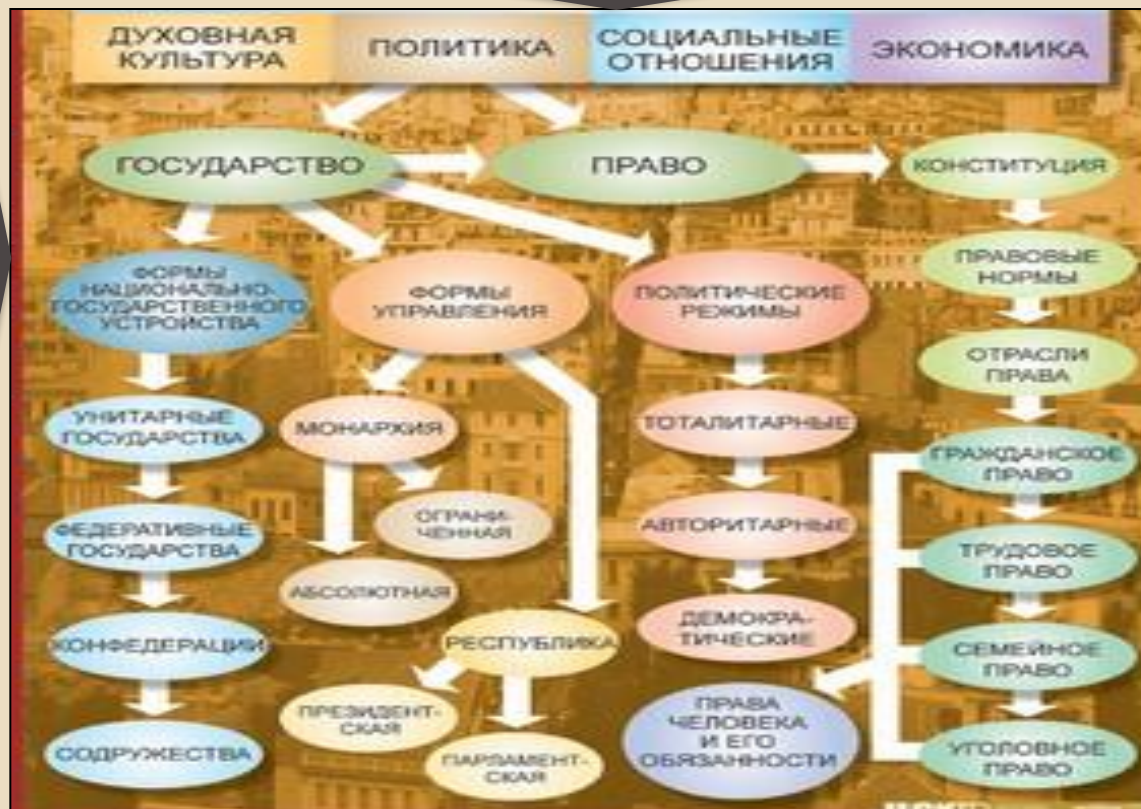 ДУХОВНАЯ
КУЛЬТУРА
ПОЛИТИКА
СОЦИАЛЬНЫЕ
ОТНОШЕНИЯ
ЭКОНОМИКА
ГОСУДАРСТВО
ПРАВО
КОНСТИТУЦИЯ
ФОРМЫ
НАЦИОНАЛЬНО-
ГОСУДАРСТВЕННОГО
УСТРОЙСТВА
ФОРМЫ
УПРАВЛЕНИЯ
ПОЛИТИЧЕСКИЕ
РЕЖИМЫ
ПРАВОВЫЕ
НОРМЫ
ОТРАСЛИ
ПРАВА
УНИТАРНЫЕ
ГОСУДАРСТВА
МОНАРХИЯ
ТОТАЛИТАРНЫЕ
ГРАЖДАНСКОЕ
ПРАВО
ФЕДЕРАТИВНЫЕ
ГОСУДАРСТВА
ОГРАНИ-
ЧЕННАЯ
АВТОРИТАРНЫЕ
ТРУДОВОЕ
ПРАВО
АБСОЛЮТНАЯ
КОНФЕДЕРАЦИИ
РЕСПУБЛИКА
ДЕМОКРА-
ТИЧЕСКИЕ
СЕМЕЙНОЕ
ПРАВО
ПРЕЗИДЕНТ-
СКАЯ
ПРАВА
ЧЕЛОВЕКА
И ЕГО
ОБЯЗАННОСТИ
СОДРУЖЕСТВА
ПАРЛАМЕНТ-
СКАЯ
УГОЛОВНОЕ
ПРАВО